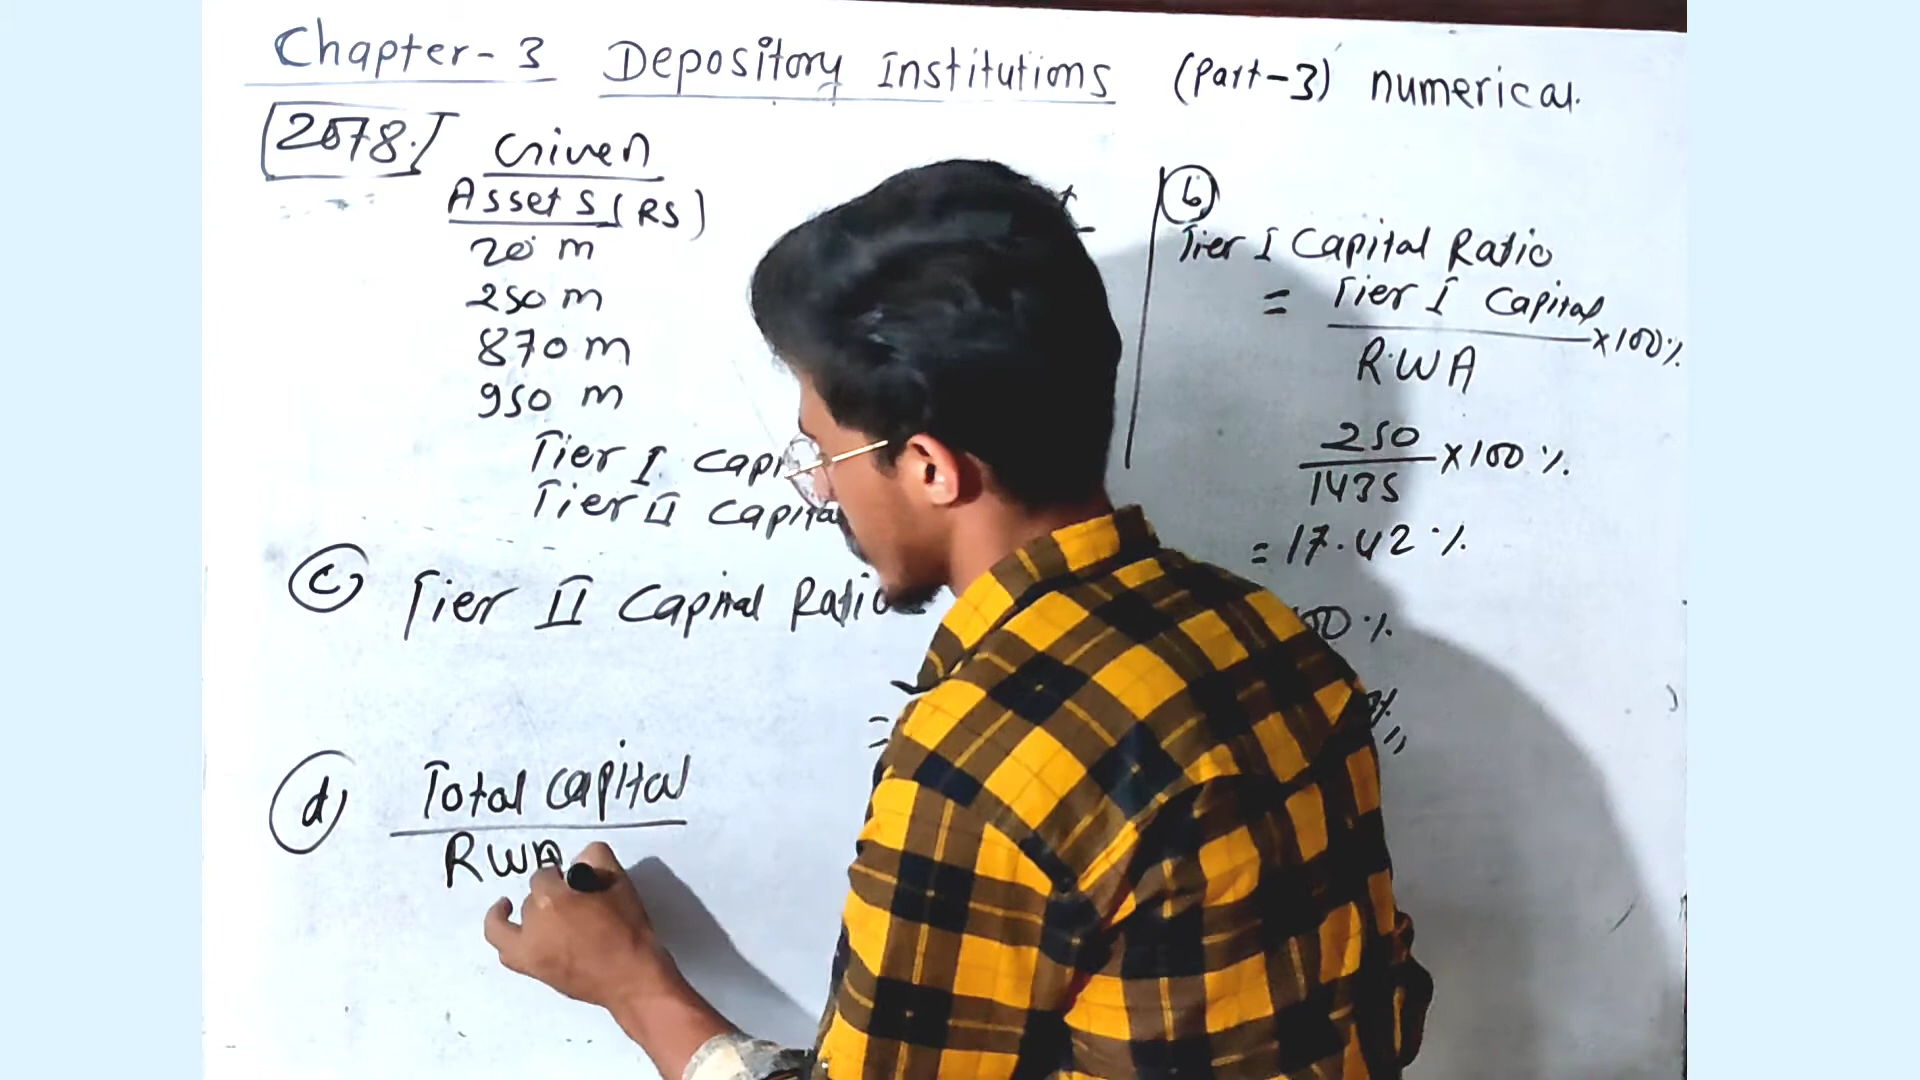 Chapter-3 Depository Institutions (Part-3) numerical.
2078.
Given
Assets (RS)
20 m
250 m
870 m
950 m
Tier I
Tier II Capital
b
Tier I Capital Ratio
= Tier I Capital
RWA
×100%
250
1435
×100 %
= 17.42 %
c
Tier II Capital Ratio
=
d
Total capital
RWA